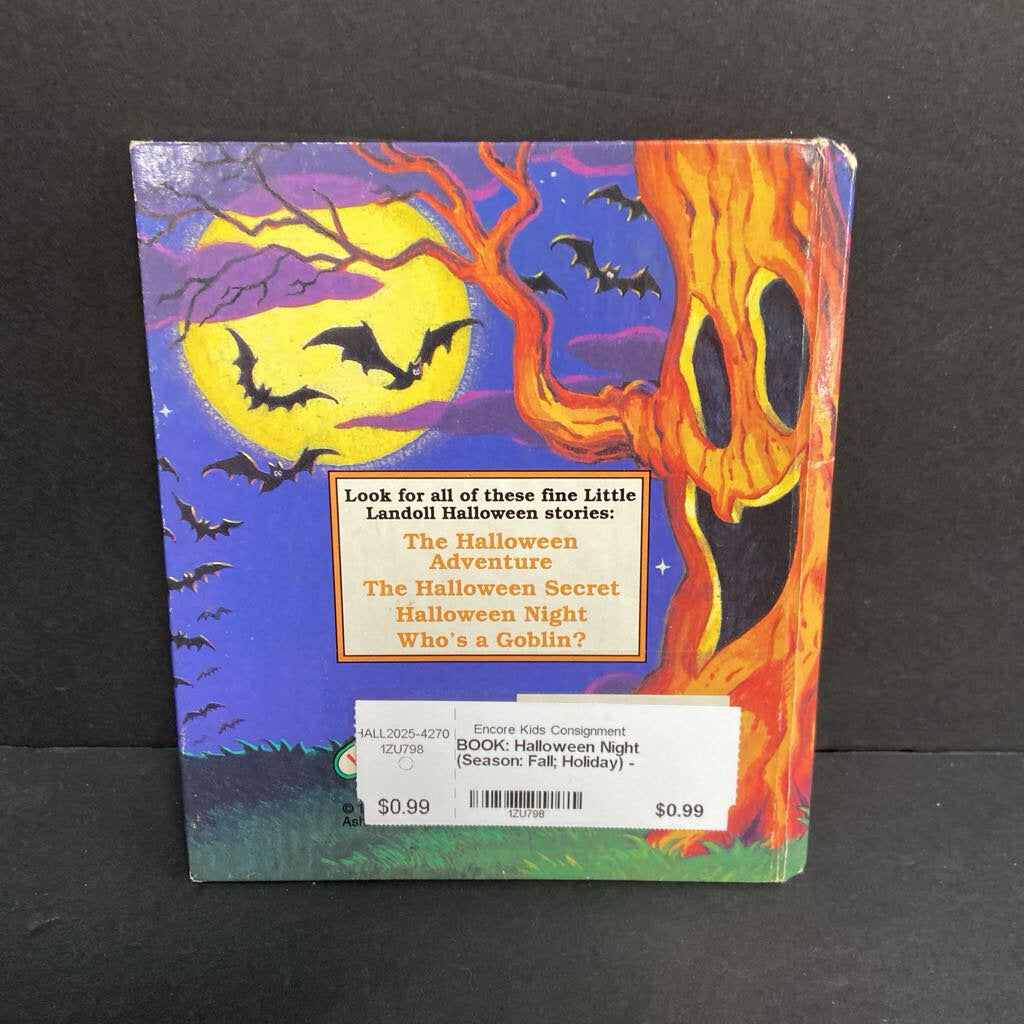 Look for all of these fine Little
Landoll Halloween stories:
The Halloween
Adventure
The Halloween Secret
Halloween Night
Who's a Goblin?
HALL2025-4270
1ZU798
$0.99
Encore Kids Consignment
BOOK: Halloween Night
(Season: Fall; Holiday) -
1ZU798
$0.99
©